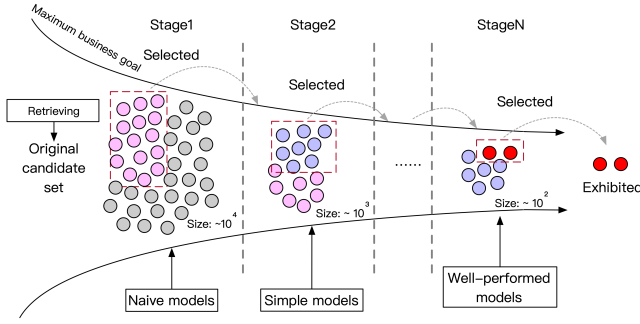 Stage1
Stage2
StageN
Maximum business goal
Selected
Selected
Selected
Retrieving
Original
candidate
set
......
Exhibited
Size: ~10^4
Size: ~ 10^3
Size: ~ 10^2
Naive models
Simple models
Well-performed
models